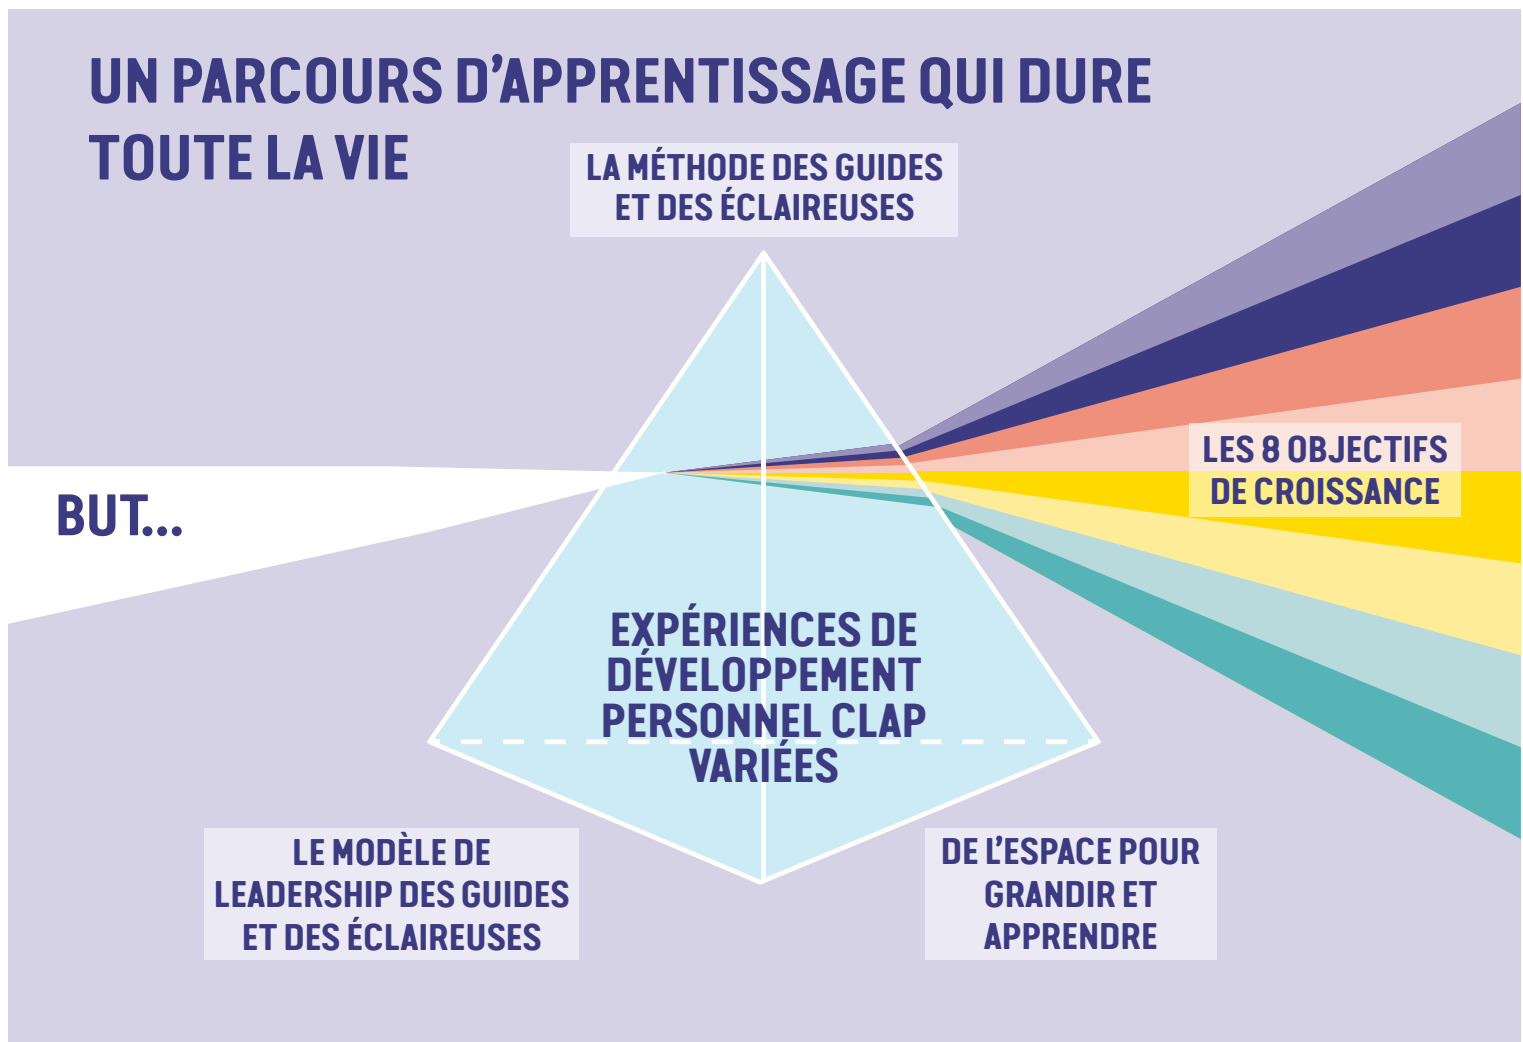 UN PARCOURS D’APPRENTISSAGE QUI DURE
TOUTE LA VIE
LA MÉTHODE DES GUIDES
ET DES ÉCLAIREUSES
LES 8 OBJECTIFS
DE CROISSANCE
BUT...
EXPÉRIENCES DE
DÉVELOPPEMENT
PERSONNEL CLAP
VARIÉES
LE MODÈLE DE
LEADERSHIP DES GUIDES
ET DES ÉCLAIREUSES
DE L’ESPACE POUR
GRANDIR ET
APPRENDRE